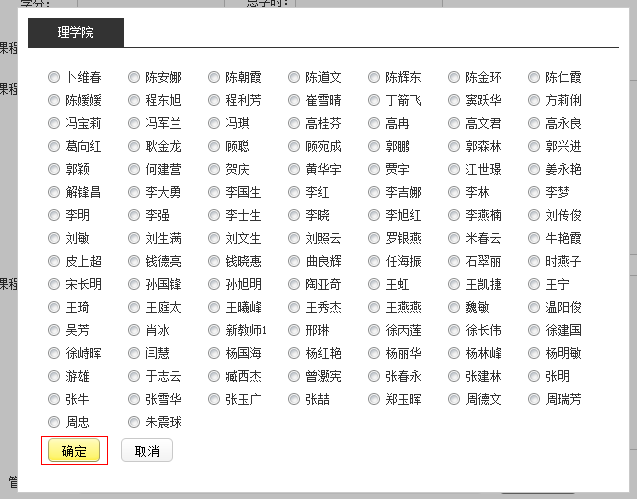 学分:
总学时:
理学院
课程
卜维春 陈安娜 陈朝霞 陈道文 陈辉东 陈金环 陈仁霞
课程
陈媛媛 程东旭 程利芳 崔雪晴 丁箭飞 窦跃华 方莉俐
冯宝莉 冯军兰 冯琪 高桂芬 高冉 高文君 高永良
葛向红 耿金龙 顾聪 顾宛成 郭鹏 郭森林 郭兴进
郭颖 何建营 贺庆 黄华宇 贾宇 江世璟 姜永艳
解锋昌 李大勇 李国生 李红 李吉娜 李林 李梦
李明 李强 李士生 李晓 李旭红 李燕楠 刘传俊
刘敏 刘生满 刘文生 刘照云 罗银燕 米春云 牛艳霞
皮上超 钱德亮 钱晓惠 曲良辉 任海振 石翠丽 时燕子
课程
宋长明 孙国锋 孙旭明 陶亚奇 王虹 王凯捷 王宁
王琦 王庭太 王曦峰 王秀杰 王燕燕 魏敏 温阳俊
吴芳 肖冰 新教师1 邢琳 徐丙莲 徐长伟 徐建国
徐峙晖 闫慧 杨国海 杨红艳 杨丽华 杨林峰 杨明敏
游雄 于志云 臧西杰 曾激宪 张春永 张建林 张明
张牛 张雪华 张玉广 张喆 郑玉晖 周德文 周瑞芳
周忠 朱震球
确定 取消
管